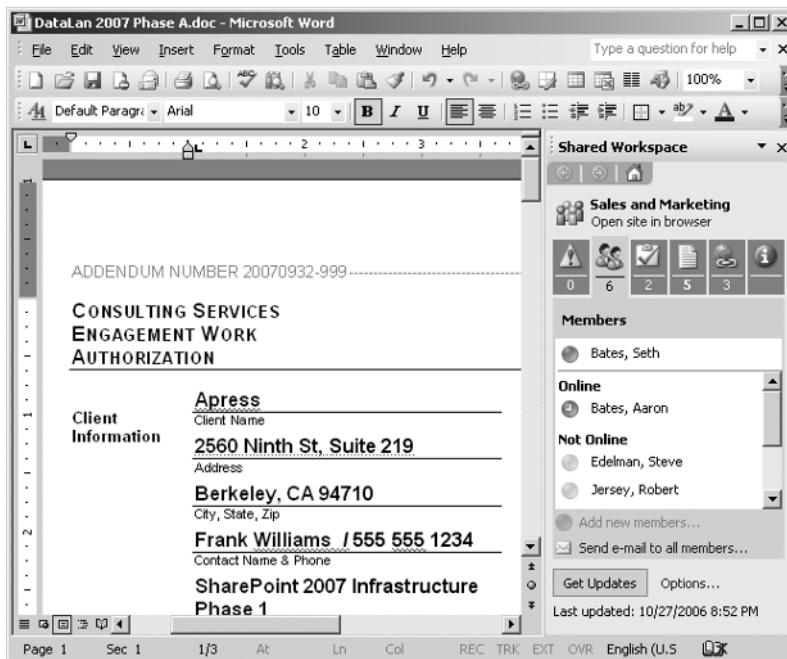 DataLan 2007 Phase A.doc - Microsoft Word
File Edit View Insert Format Tools Table Window Help Type a question for help
100%
Default Paragra Arial 10 B I U A
L 1 2 3
Shared Workspace
Sales and Marketing
Open site in browser
0 6 2 5 3
Members
Bates, Seth
Online
Bates, Aaron
Not Online
Edelman, Steve
Jersey, Robert
Add new members...
Send e-mail to all members...
Get Updates Options...
Last updated: 10/27/2006 8:52 PM
ADDENDUM NUMBER 20070932-999
CONSULTING SERVICES
ENGAGEMENT WORK
AUTHORIZATION
Client
Information
Apress
Client Name
2560 Ninth St, Suite 219
Address
Berkeley, CA 94710
City, State, Zip
Frank Williams / 555 555 1234
Contact Name & Phone
SharePoint 2007 Infrastructure
Phase 1
Page 1 Sec 1 1/3 At Ln Col REC TRK EXT OVR English (U.S